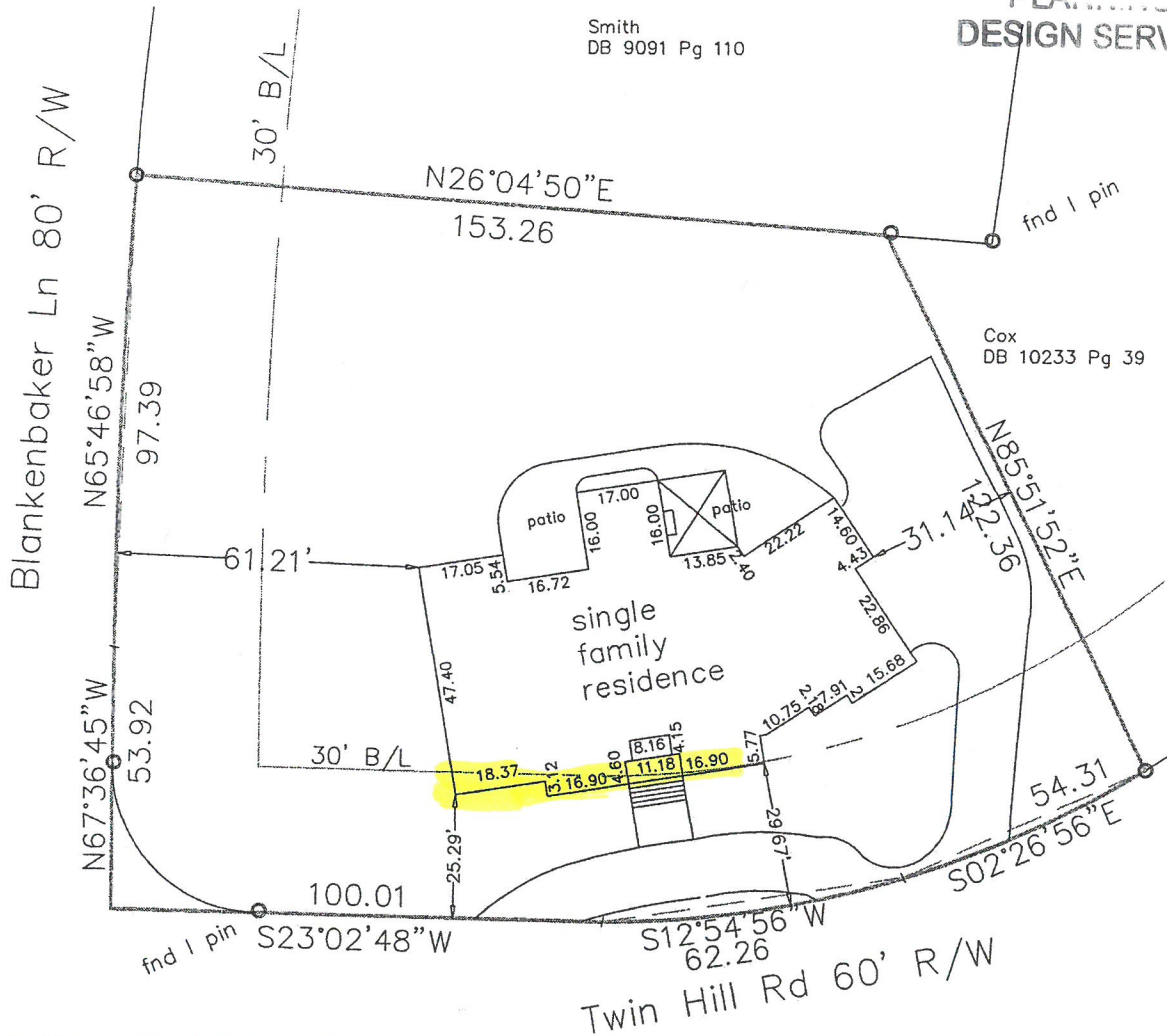 PLANNING
DESIGN SERV
Smith
DB 9091 Pg 110
30' B/L
Blankenbaker Ln 80' R/W
N26°04'50"E
153.26
fnd I pin
Cox
DB 10233 Pg 39
N65°46'58"W
97.39
N85°51'52"E
122.36
61.21'
31.14
17.05
5.54
16.72
patio
17.00
16.00
16.00
patio
13.85
22.22
14.60
4.43
22.86
15.68
2
7.91
2.18
10.75
5.77
47.40
single
family
residence
8.16
4.15
30' B/L
18.37
3.12
16.90
4.60
11.18
16.90
N67°36'45"W
53.92
25.29'
29.67'
54.31
S02°26'56"E
100.01
S23°02'48"W
fnd I pin
S12°54'56"W
62.26
Twin Hill Rd 60' R/W